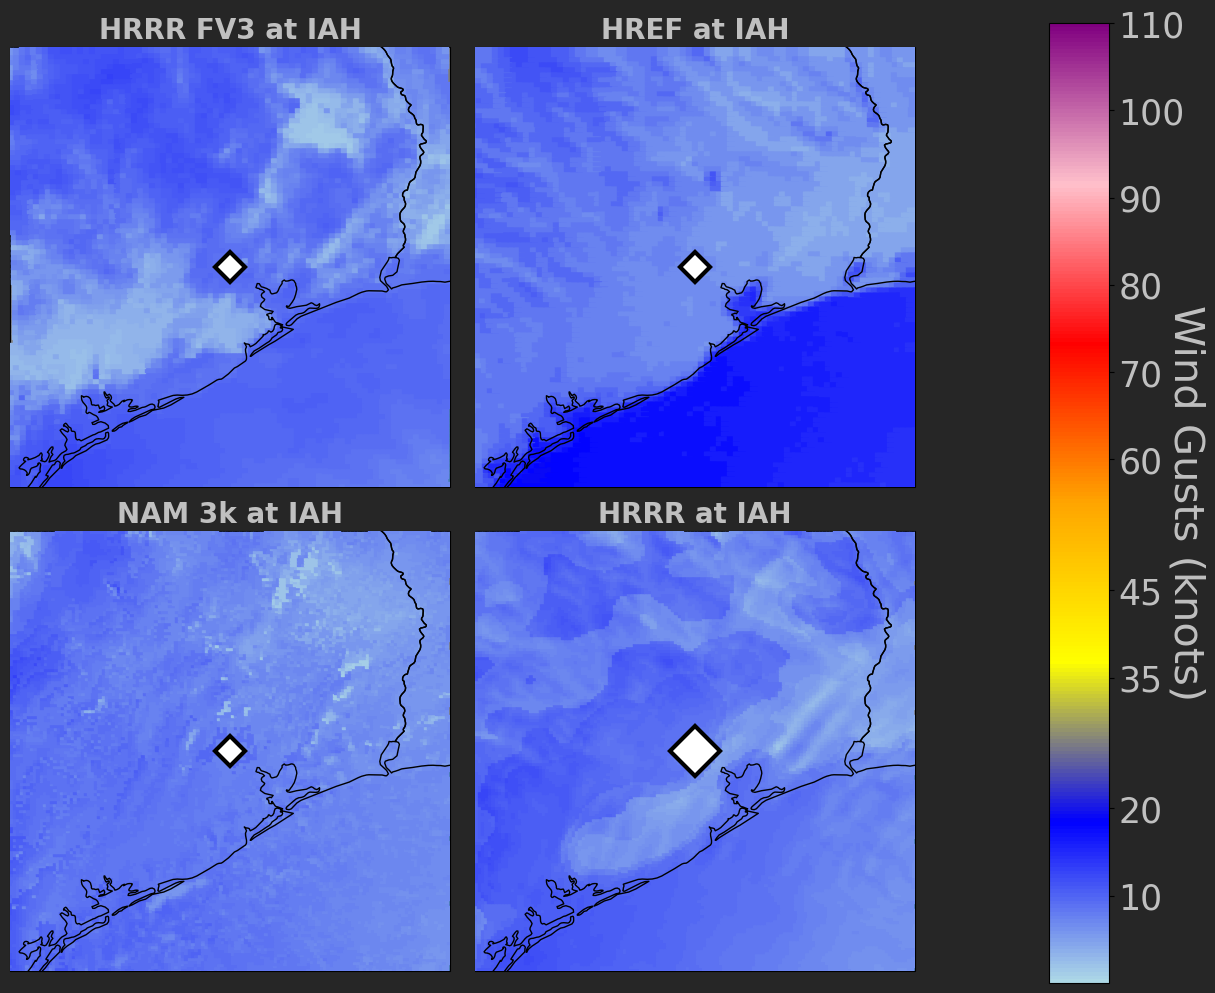 HRRR FV3 at IAH
HREF at IAH
NAM 3k at IAH
HRRR at IAH
110
100
90
80
70
60
45
35
20
10
Wind Gusts (knots)